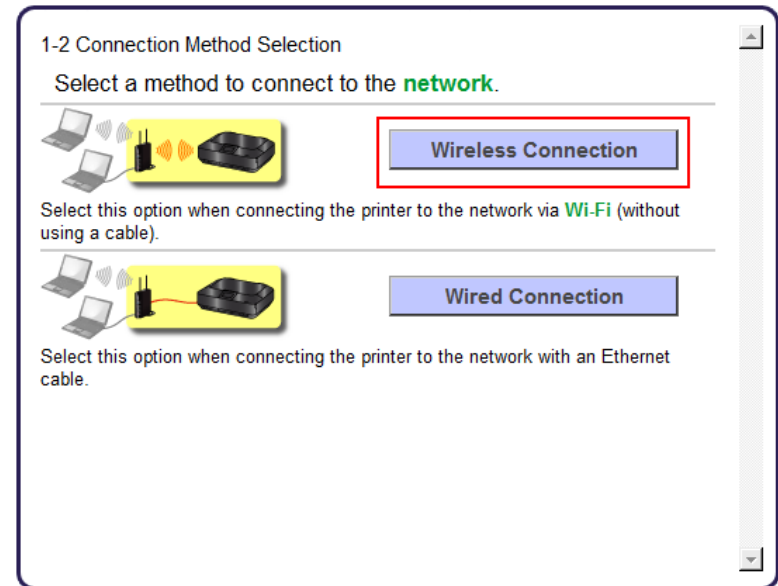 1-2 Connection Method Selection
Select a method to connect to the network.
Wireless Connection
Select this option when connecting the printer to the network via Wi-Fi (without
using a cable).
Wired Connection
Select this option when connecting the printer to the network with an Ethernet
cable.